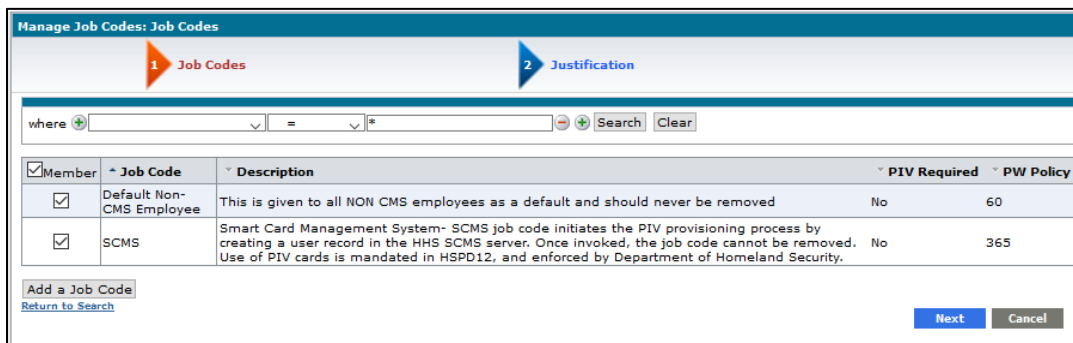 Manage Job Codes: Job Codes
1 Job Codes
2 Justification
where = * Search Clear
Member Job Code Description PIV Required PW Policy
Default Non-
CMS Employee
This is given to all NON CMS employees as a default and should never be removed
No
60
SCMS
Smart Card Management System- SCMS job code initiates the PIV provisioning process by
creating a user record in the HHS SCMS server. Once invoked, the job code cannot be removed.
Use of PIV cards is mandated in HSPD12, and enforced by Department of Homeland Security.
No
365
Add a Job Code
Return to Search
Next Cancel